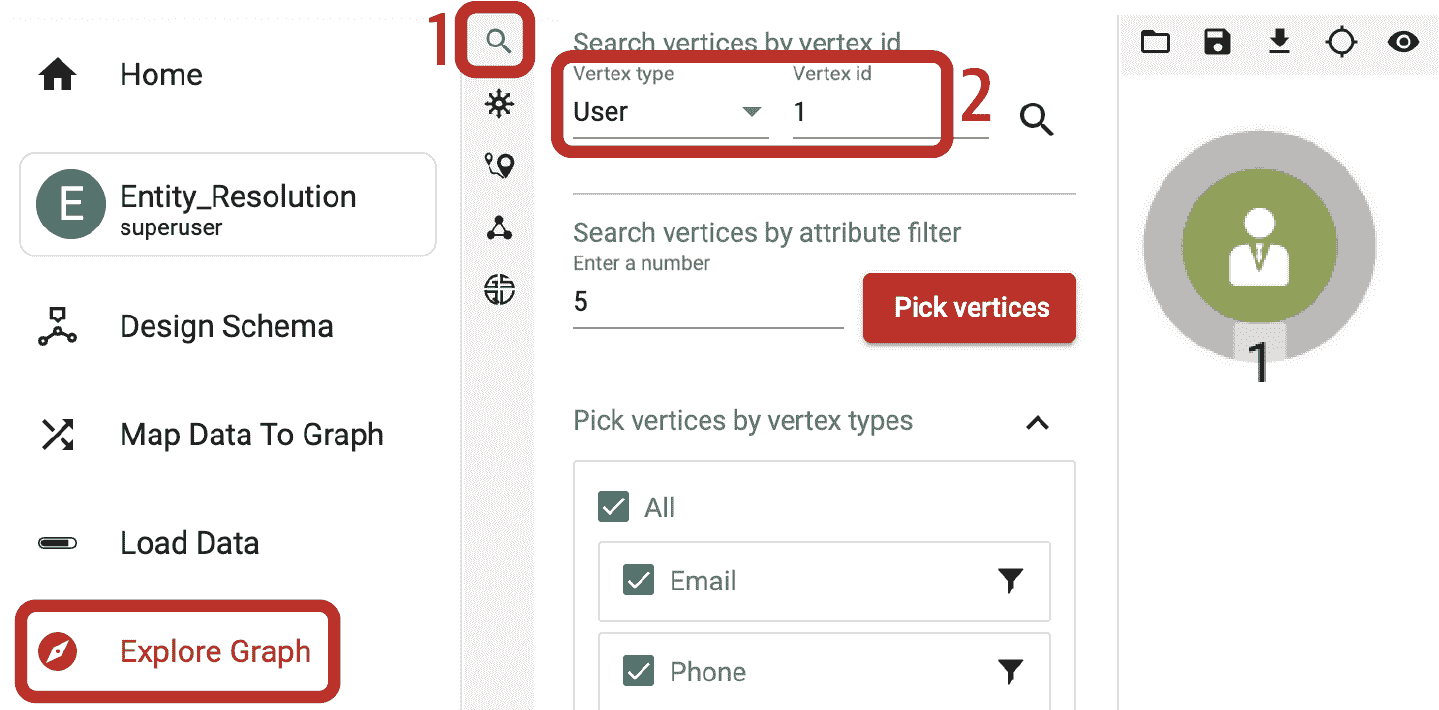 Home
E
Entity_Resolution
superuser
Design Schema
Map Data To Graph
Load Data
Explore Graph
1
Search vertices by vertex id
Vertex type
Vertex id
User
1
2
Search vertices by attribute filter
Enter a number
5
Pick vertices
Pick vertices by vertex types
All
Email
Phone
1